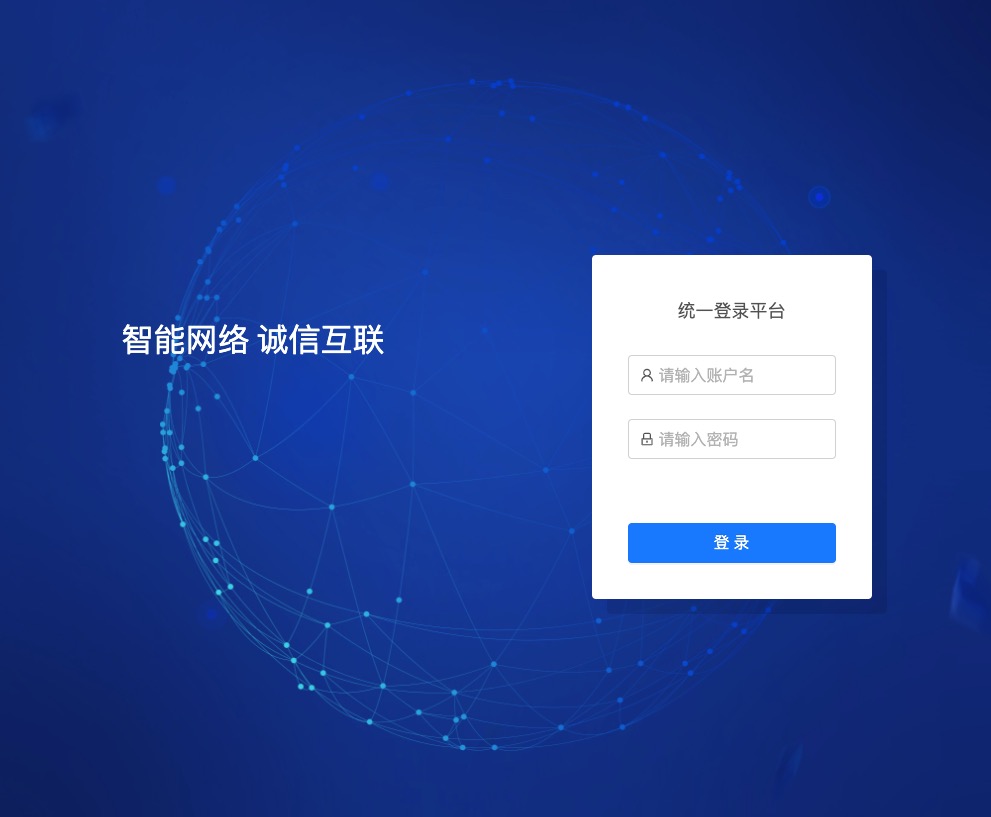 智能网络 诚信互联
统一登录平台
请输入账户名
请输入密码
登 录